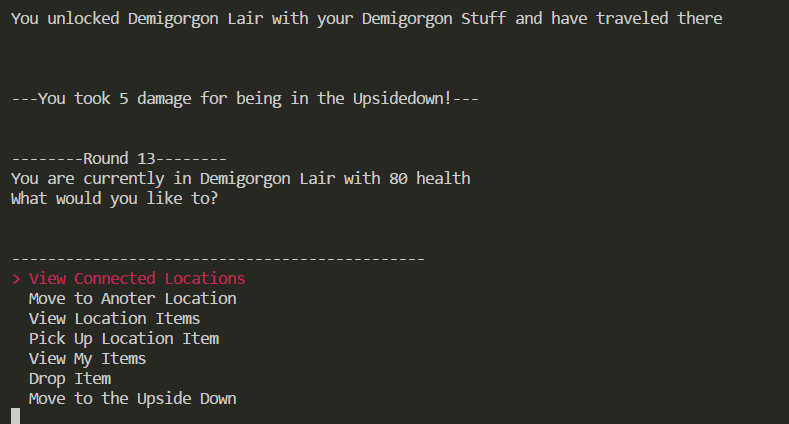 You unlocked Demigorgon Lair with your Demigorgon Stuff and have traveled there
---You took 5 damage for being in the Upsidedown!---
--------Round 13--------
You are currently in Demigorgon Lair with 80 health
What would you like to?
----------------------------------------------
> View Connected Locations
Move to Anoter Location
View Location Items
Pick Up Location Item
View My Items
Drop Item
Move to the Upside Down